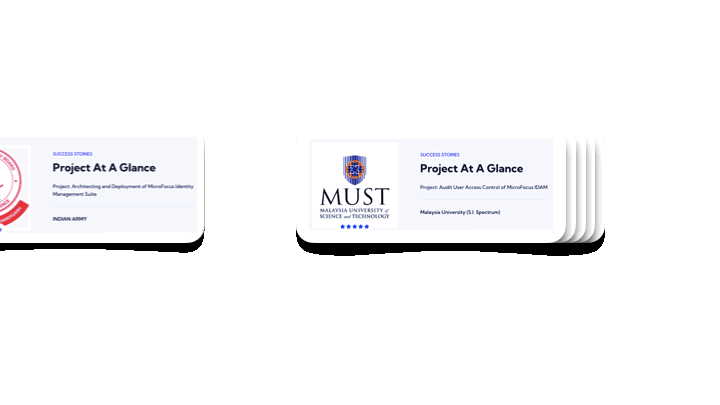 SUCCESS STORIES
Project At A Glance
Project: Architecting and Deployment of MicroFocus Identity
Management Suite
INDIAN ARMY
MUST
MALAYSIA UNIVERSITY of
SCIENCE and TECHNOLOGY
SUCCESS STORIES
Project At A Glance
Project: Audit User Access Control of MicroFocus IDAM
Malaysia University (S.I. Spectrum)